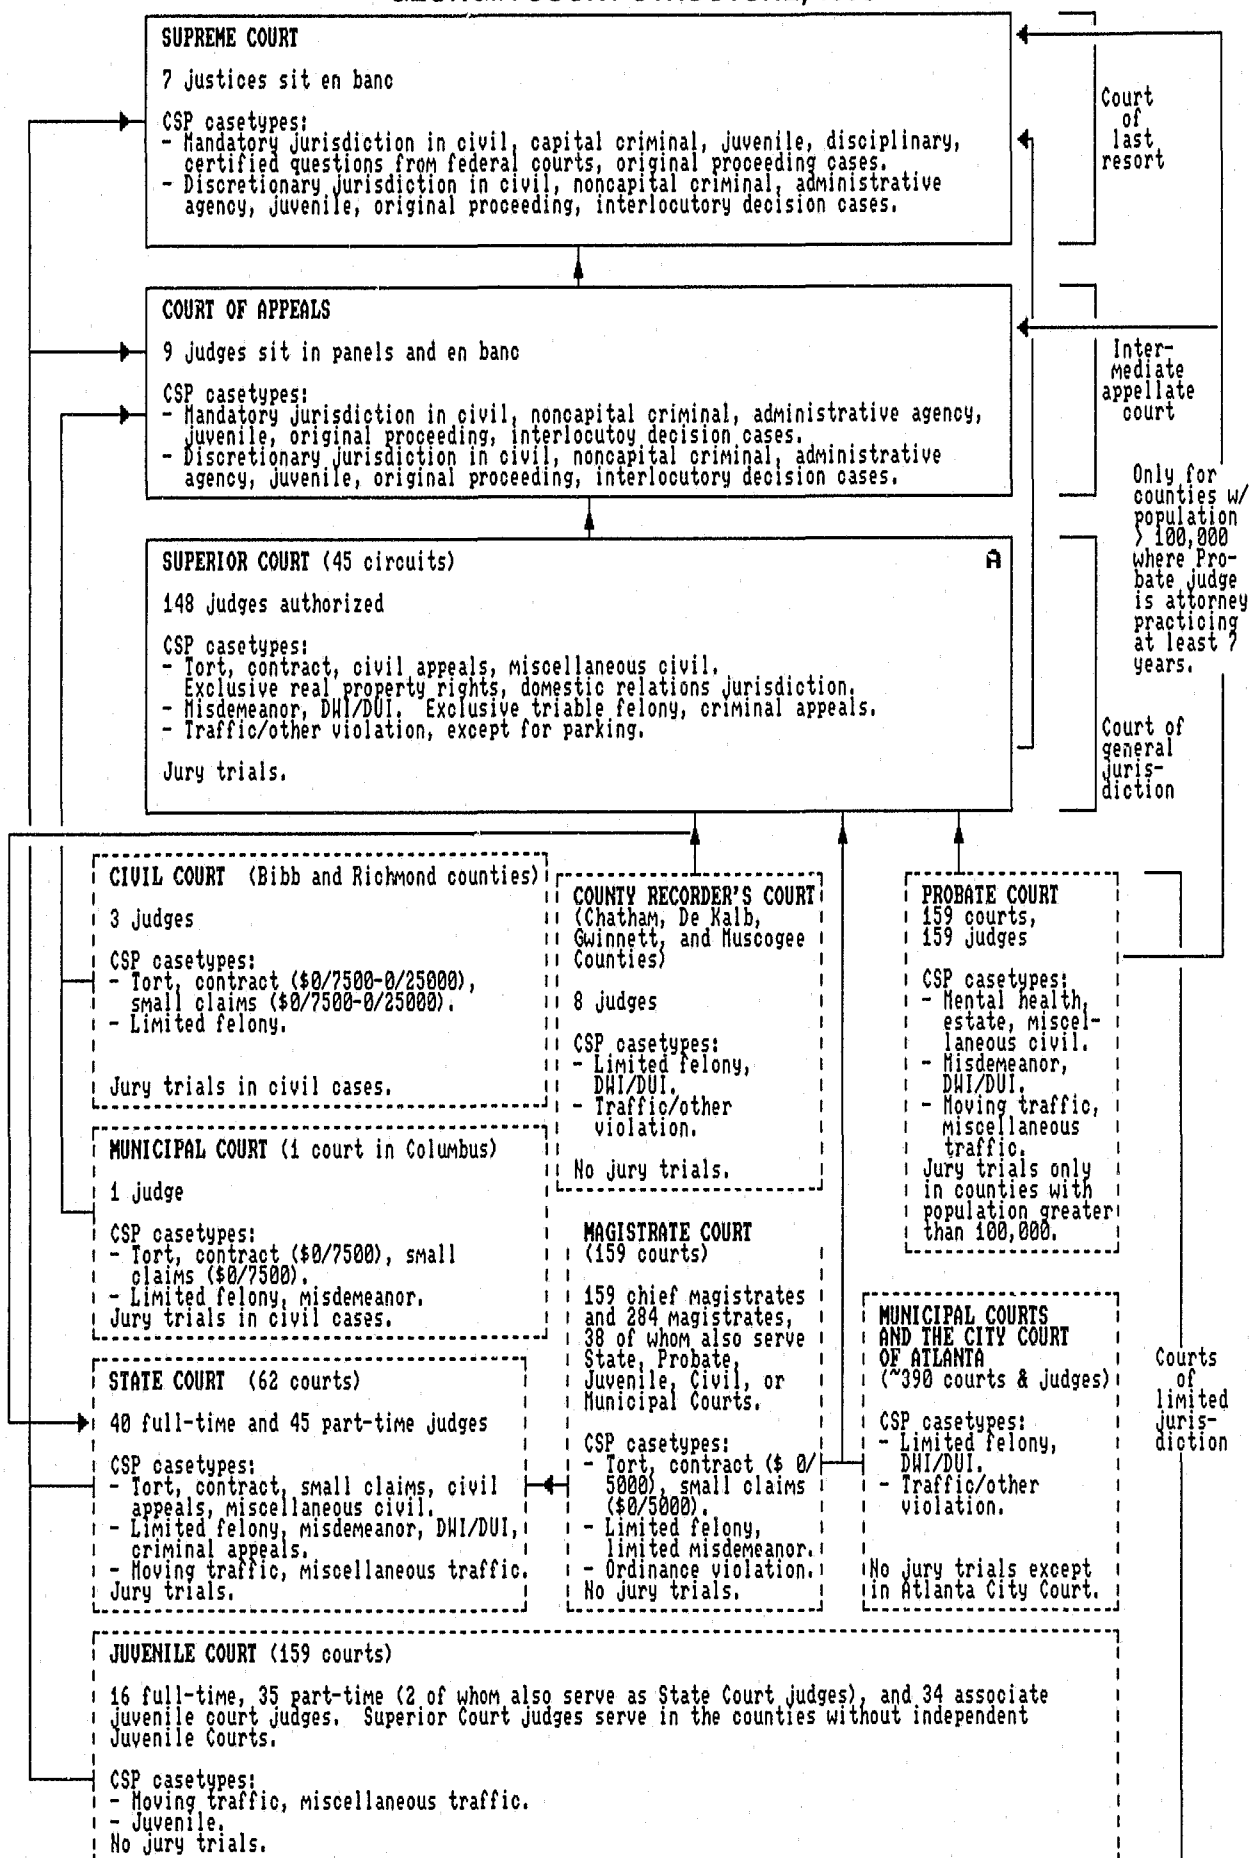 SUPREME COURT
7 justices sit en banc
CSP casetypes:
- Mandatory jurisdiction in civil, capital criminal, juvenile, disciplinary,
certified questions from federal courts, original proceeding cases.
- Discretionary jurisdiction in civil, noncapital criminal, administrative
agency, juvenile, original proceeding, interlocutory decision cases.
Court
of
last
resort
COURT OF APPEALS
9 judges sit in panels and en banc
CSP casetypes:
- Mandatory jurisdiction in civil, noncapital criminal, administrative agency,
juvenile, original proceeding, interlocutoy decision cases.
- Discretionary jurisdiction in civil, noncapital criminal, administrative
agency, juvenile, original proceeding, interlocutory decision cases.
Inter-
mediate
appellate
court
Only for
counties w/
population
> 100,000
where Pro-
bate judge
is attorney
practicing
at least 7
years.
SUPERIOR COURT (45 circuits)
A
148 judges authorized
CSP casetypes:
- Tort, contract, civil appeals, miscellaneous civil.
Exclusive real property rights, domestic relations jurisdiction.
- Misdemeanor, DWI/DUI. Exclusive triable felony, criminal appeals.
- Traffic/other violation, except for parking.
Jury trials.
Court of
general
juris-
diction
CIVIL COURT (Bibb and Richmond counties)
3 judges
CSP casetypes:
- Tort, contract ($0/7500-0/25000),
small claims ($0/7500-0/25000).
- Limited felony.
Jury trials in civil cases.
COUNTY RECORDER'S COURT
(Chatham, De Kalb,
Gwinnett, and Muscogee
Counties)
8 judges
CSP casetypes:
- Limited felony,
DWI/DUI.
- Traffic/other
violation.
No jury trials.
PROBATE COURT
159 courts,
159 judges
CSP casetypes:
- Mental health,
estate, miscel-
laneous civil.
- Misdemeanor,
DWI/DUI.
- Moving traffic,
miscellaneous
traffic.
Jury trials only
in counties with
population greater
than 100,000.
MUNICIPAL COURT (1 court in Columbus)
1 judge
CSP casetypes:
- Tort, contract ($0/7500), small
claims ($0/7500).
- Limited felony, misdemeanor.
Jury trials in civil cases.
MAGISTRATE COURT
(159 courts)
159 chief magistrates
and 284 magistrates,
38 of whom also serve
State, Probate,
Juvenile, Civil, or
Municipal Courts.
CSP casetypes:
- Tort, contract ($ 0/
5000), small claims
($0/5000).
- Limited felony,
limited misdemeanor.
- Ordinance violation.
No jury trials.
MUNICIPAL COURTS
AND THE CITY COURT
OF ATLANTA
(~390 courts & judges)
CSP casetypes:
- Limited felony,
DWI/DUI.
- Traffic/other
violation.
No jury trials except
in Atlanta City Court.
STATE COURT (62 courts)
40 full-time and 45 part-time judges
CSP casetypes:
- Tort, contract, small claims, civil
appeals, miscellaneous civil.
- Limited felony, misdemeanor, DWI/DUI,
criminal appeals.
- Moving traffic, miscellaneous traffic.
Jury trials.
Courts
of
limited
juris-
diction
JUVENILE COURT (159 courts)
16 full-time, 35 part-time (2 of whom also serve as State Court judges), and 34 associate
juvenile court judges. Superior Court judges serve in the counties without independent
Juvenile Courts.
CSP casetypes:
- Moving traffic, miscellaneous traffic.
- Juvenile.
No jury trials.